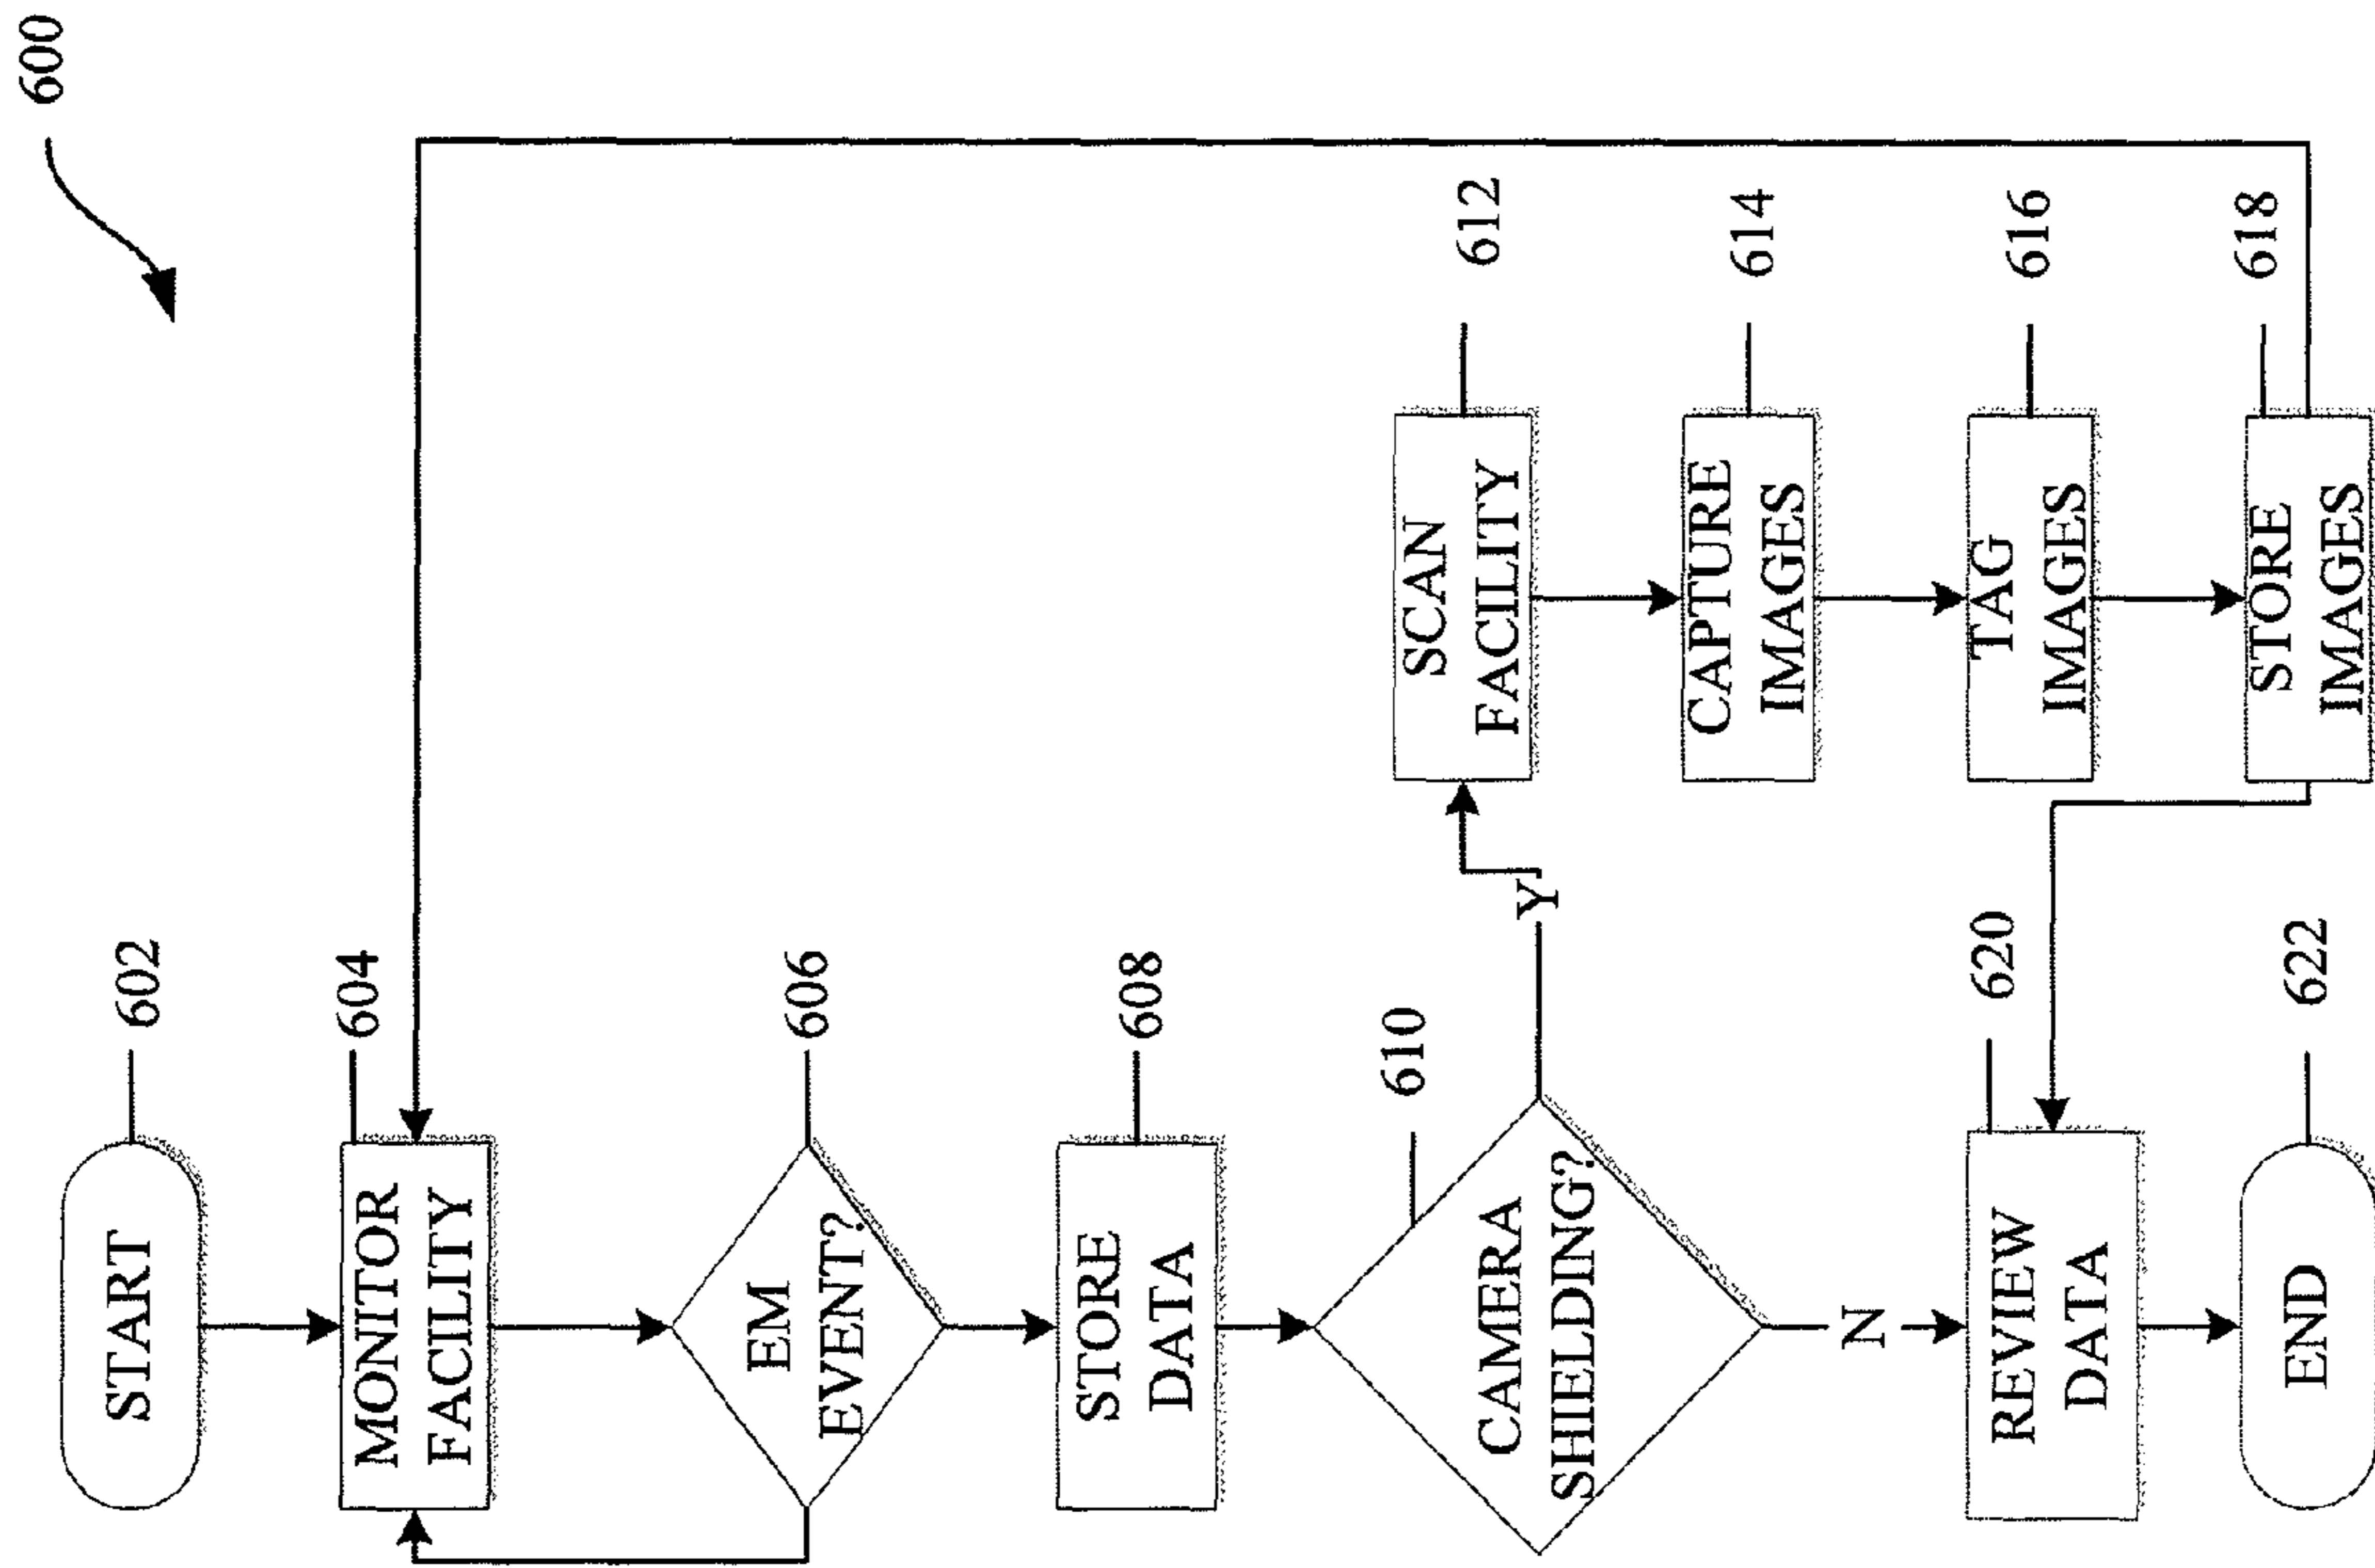 600
START
602
MONITOR
FACILITY
604
EM
EVENT?
606
STORE
DATA
608
CAMERA
SHIELDING?
610
Y
N
SCAN
FACILITY
612
CAPTURE
IMAGES
614
TAG
IMAGES
616
STORE
IMAGES
618
REVIEW
DATA
620
END
622